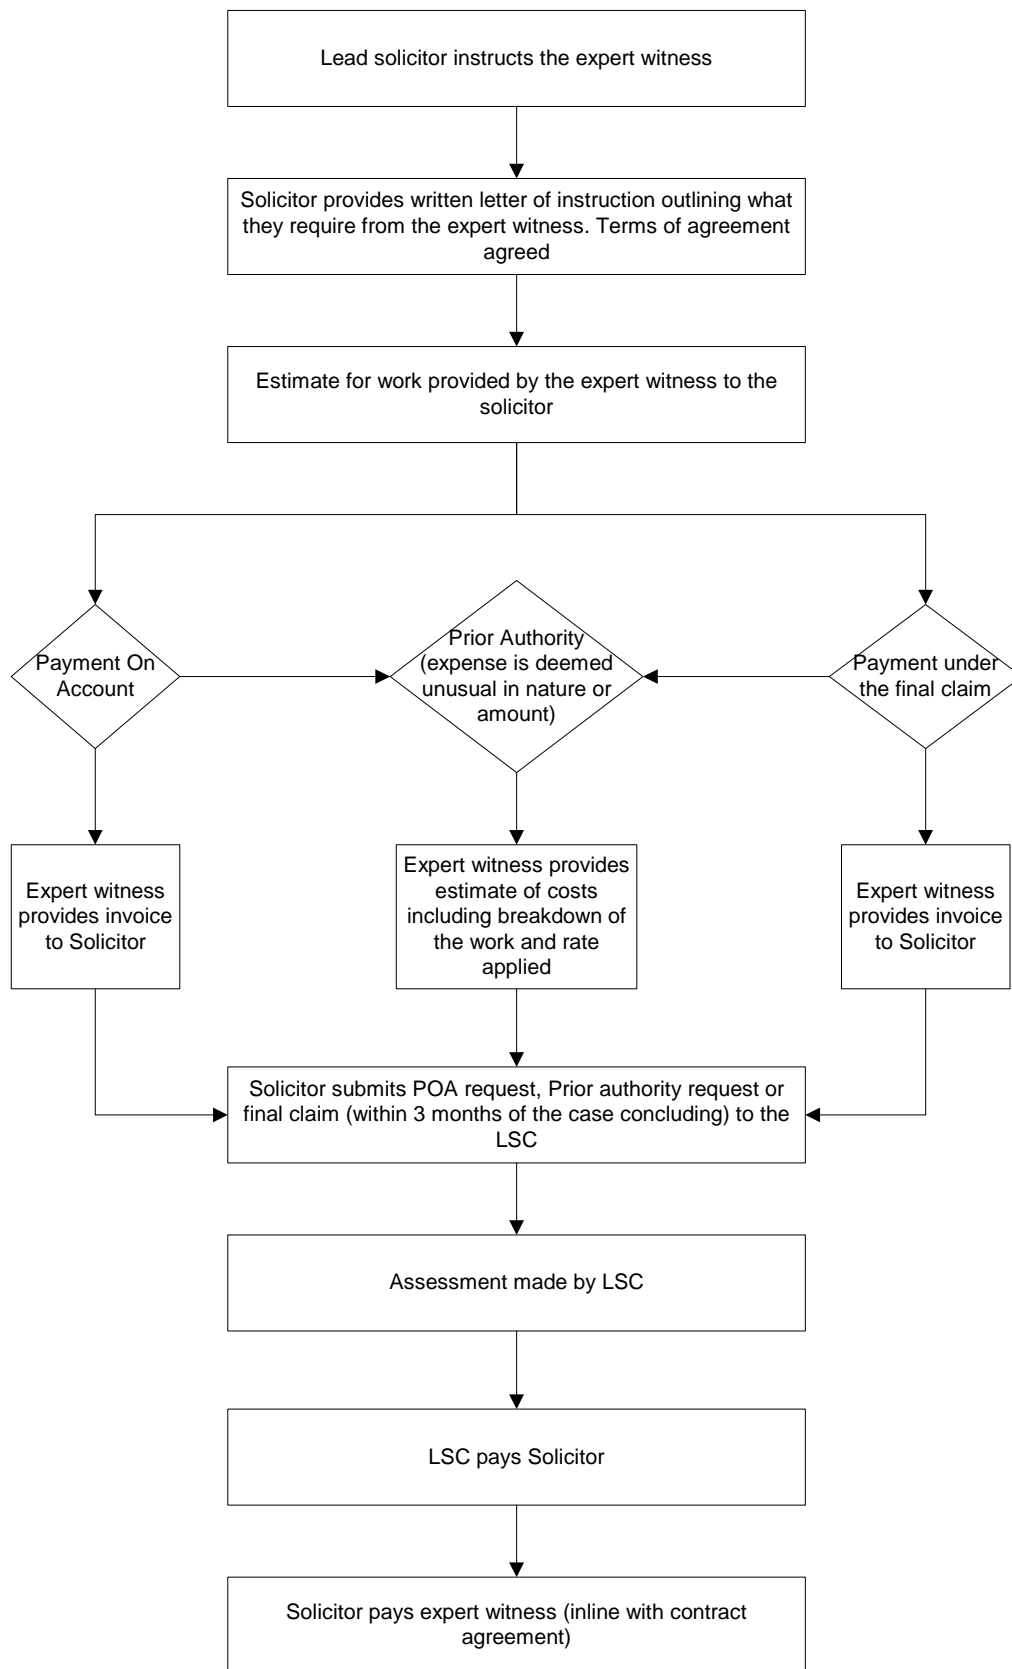 Lead solicitor instructs the expert witness
Solicitor provides written letter of instruction outlining what
they require from the expert witness. Terms of agreement
agreed
Estimate for work provided by the expert witness to the
solicitor
Payment On
Account
Prior Authority
(expense is deemed
unusual in nature or
amount)
Payment under
the final claim
Expert witness
provides invoice
to Solicitor
Expert witness provides
estimate of costs
including breakdown of
the work and rate
applied
Expert witness
provides invoice
to Solicitor
Solicitor submits POA request, Prior authority request or
final claim (within 3 months of the case concluding) to the
LSC
Assessment made by LSC
LSC pays Solicitor
Solicitor pays expert witness (inline with contract
agreement)